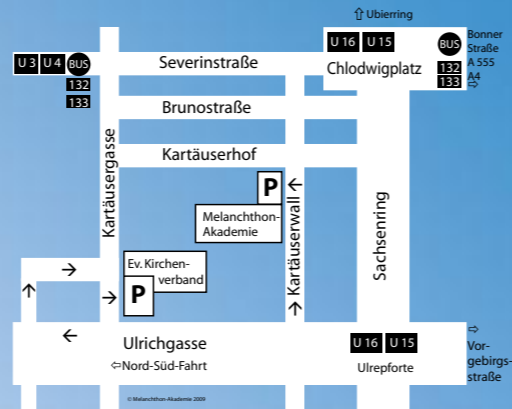 ⇧ Ubierring
U 16 U 15
BUS
Bonner
Straße
A 555
A4
⇨
132
133
Chlodwigplatz
U 3 U 4 BUS
132
133
Severinstraße
Brunostraße
Kartäuserhof
Kartäusergasse
P ←
Melanchthon-
Akademie
Kartäuserwall
Sachsenring
Ev. Kirchen-
verband
P
→
↑
→
←
↑
Ulrichgasse
⇦Nord-Süd-Fahrt
U 16 U 15
Ulrepforte
⇨
Vor-
gebirgs-
straße
© Melanchthon-Akademie 2009